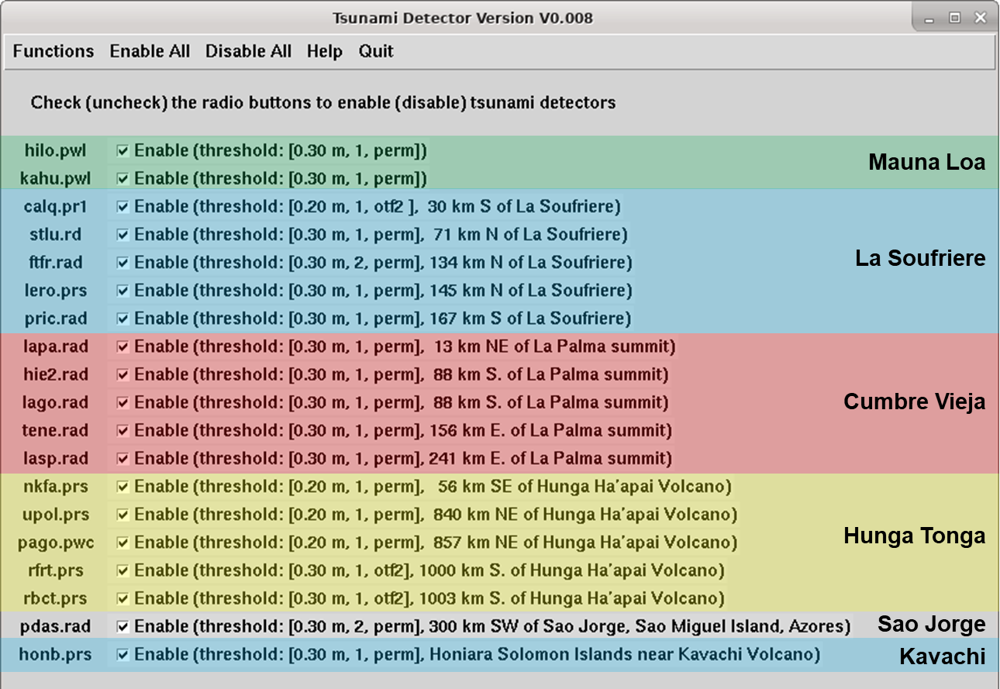 Tsunami Detector Version V0.008
Functions Enable All Disable All Help Quit
Check (uncheck) the radio buttons to enable (disable) tsunami detectors
hilo.pwl Enable (threshold: [0.30 m, 1, perm])
Mauna Loa
kahu.pwl Enable (threshold: [0.30 m, 1, perm])
calq.pr1 Enable (threshold: [0.20 m, 1, otf2 ], 30 km S of La Soufriere)
stlu.rd Enable (threshold: [0.30 m, 1, perm], 71 km N of La Soufriere)
La Soufriere
ftfr.rad Enable (threshold: [0.30 m, 2, perm], 134 km N of La Soufriere)
lero.prs Enable (threshold: [0.30 m, 1, perm], 145 km N of La Soufriere)
pric.rad Enable (threshold: [0.30 m, 1, perm], 167 km S of La Soufriere)
lapa.rad Enable (threshold: [0.30 m, 1, perm], 13 km NE of La Palma summit)
hie2.rad Enable (threshold: [0.30 m, 1, perm], 88 km S. of La Palma summit)
lago.rad Enable (threshold: [0.30 m, 1, perm], 88 km S. of La Palma summit)
Cumbre Vieja
tene.rad Enable (threshold: [0.30 m, 1, perm], 156 km E. of La Palma summit)
lasp.rad Enable (threshold: [0.30 m, 1, perm], 241 km E. of La Palma summit)
nkfa.prs Enable (threshold: [0.20 m, 1, perm], 56 km SE of Hunga Ha'apai Volcano)
upol.prs Enable (threshold: [0.20 m, 1, perm], 840 km NE of Hunga Ha'apai Volcano)
pago.pwc Enable (threshold: [0.20 m, 1, perm], 857 km NE of Hunga Ha'apai Volcano)
Hunga Tonga
rfrt.prs Enable (threshold: [0.30 m, 1, otf2], 1000 km S. of Hunga Ha'apai Volcano)
rbct.prs Enable (threshold: [0.30 m, 1, otf2], 1003 km S. of Hunga Ha'apai Volcano)
pdas.rad Enable (threshold: [0.30 m, 2, perm], 300 km SW of Sao Jorge, Sao Miguel Island, Azores)
Sao Jorge
honb.prs Enable (threshold: [0.30 m, 1, perm], Honiara Solomon Islands near Kavachi Volcano)
Kavachi